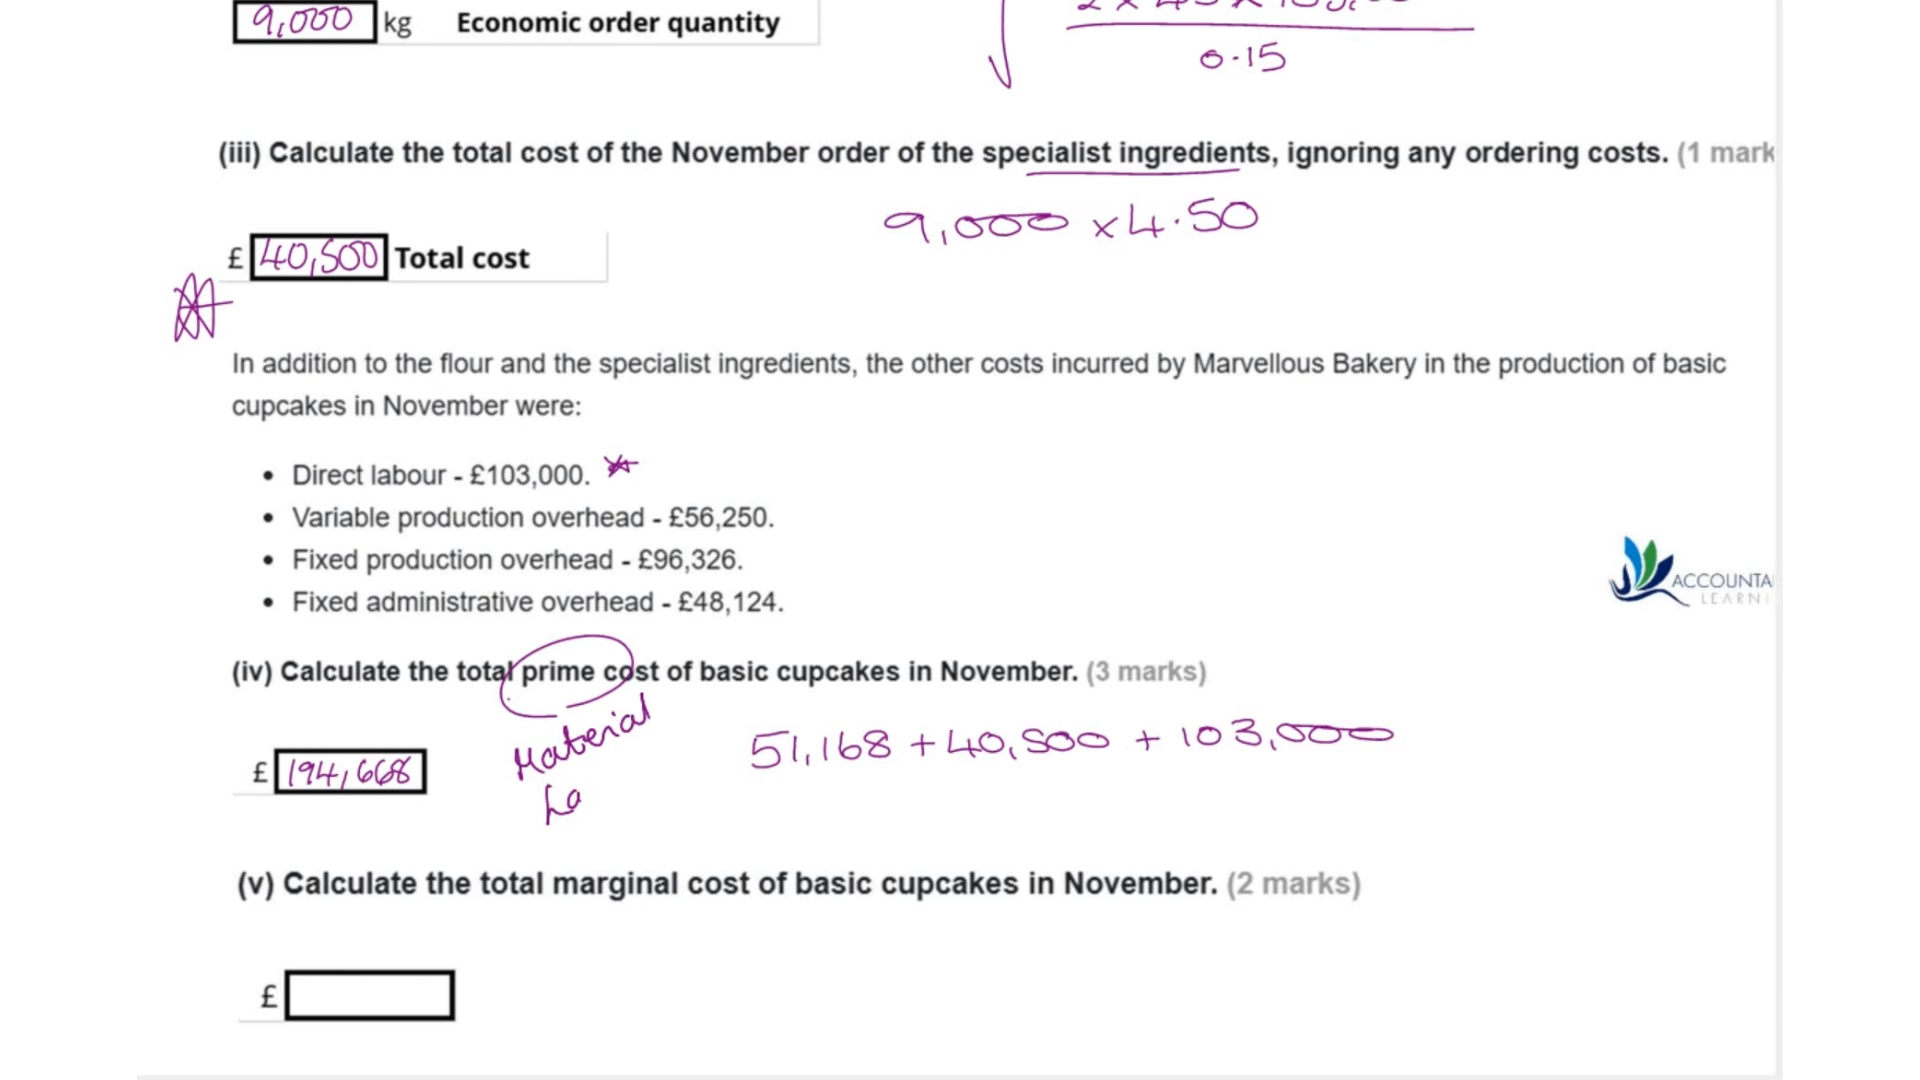 9,000 kg Economic order quantity
0.15
(iii) Calculate the total cost of the November order of the specialist ingredients, ignoring any ordering costs. (1 mark
9,000 x 4.50
£ 40,500 Total cost
In addition to the flour and the specialist ingredients, the other costs incurred by Marvellous Bakery in the production of basic
cupcakes in November were:
• Direct labour - £103,000.
• Variable production overhead - £56,250.
• Fixed production overhead - £96,326.
• Fixed administrative overhead - £48,124.
ACCOUNTA
LEARNI
(iv) Calculate the total prime cost of basic cupcakes in November. (3 marks)
Material
51,168 + 40,500 + 103,000
£ 194,668
La
(v) Calculate the total marginal cost of basic cupcakes in November. (2 marks)
£